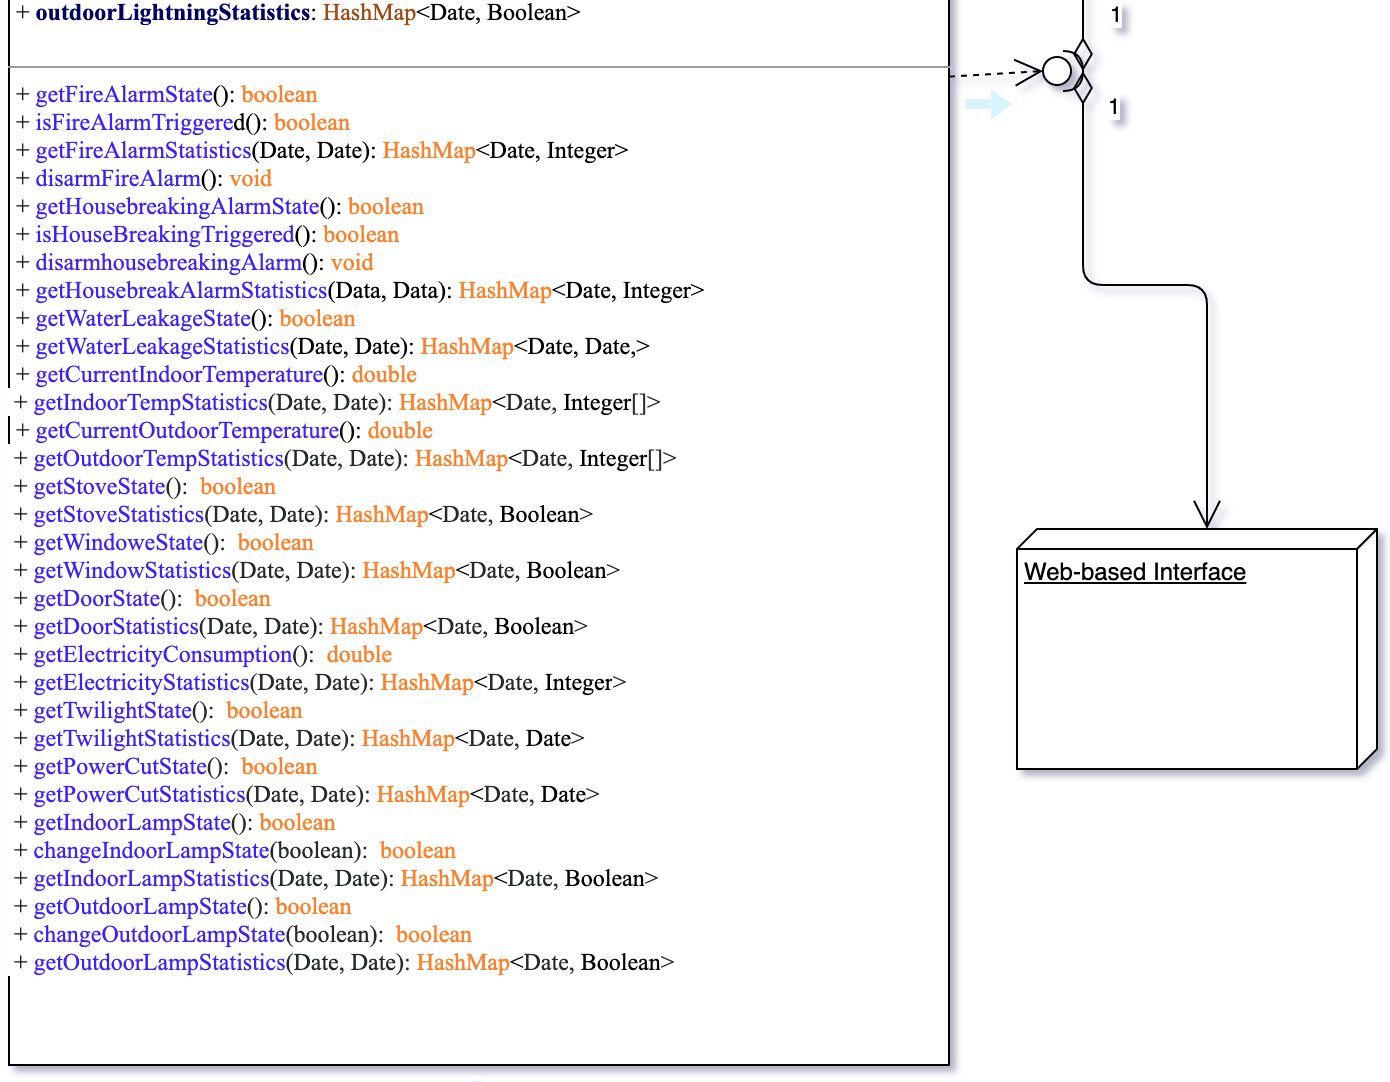 + outdoorLightningStatistics: HashMap<Date, Boolean>
+ getFireAlarmState(): boolean
+ isFireAlarmTriggered(): boolean
+ getFireAlarmStatistics(Date, Date): HashMap<Date, Integer>
+ disarmFireAlarm(): void
+ getHousebreakingAlarmState(): boolean
+ isHouseBreakingTriggered(): boolean
+ disarmhousebreakingAlarm(): void
+ getHousebreakAlarmStatistics(Data, Data): HashMap<Date, Integer>
+ getWaterLeakageState(): boolean
+ getWaterLeakageStatistics(Date, Date): HashMap<Date, Date,>
+ getCurrentIndoorTemperature(): double
+ getIndoorTempStatistics(Date, Date): HashMap<Date, Integer[]>
+ getCurrentOutdoorTemperature(): double
+ getOutdoorTempStatistics(Date, Date): HashMap<Date, Integer[]>
+ getStoveState():  boolean
+ getStoveStatistics(Date, Date): HashMap<Date, Boolean>
+ getWindoweState():  boolean
+ getWindowStatistics(Date, Date): HashMap<Date, Boolean>
+ getDoorState():  boolean
+ getDoorStatistics(Date, Date): HashMap<Date, Boolean>
+ getElectricityConsumption():  double
+ getElectricityStatistics(Date, Date): HashMap<Date, Integer>
+ getTwilightState():  boolean
+ getTwilightStatistics(Date, Date): HashMap<Date, Date>
+ getPowerCutState():  boolean
+ getPowerCutStatistics(Date, Date): HashMap<Date, Date>
+ getIndoorLampState(): boolean
+ changeIndoorLampState(boolean):  boolean
+ getIndoorLampStatistics(Date, Date): HashMap<Date, Boolean>
+ getOutdoorLampState(): boolean
+ changeOutdoorLampState(boolean):  boolean
+ getOutdoorLampStatistics(Date, Date): HashMap<Date, Boolean>
1
1
Web-based Interface